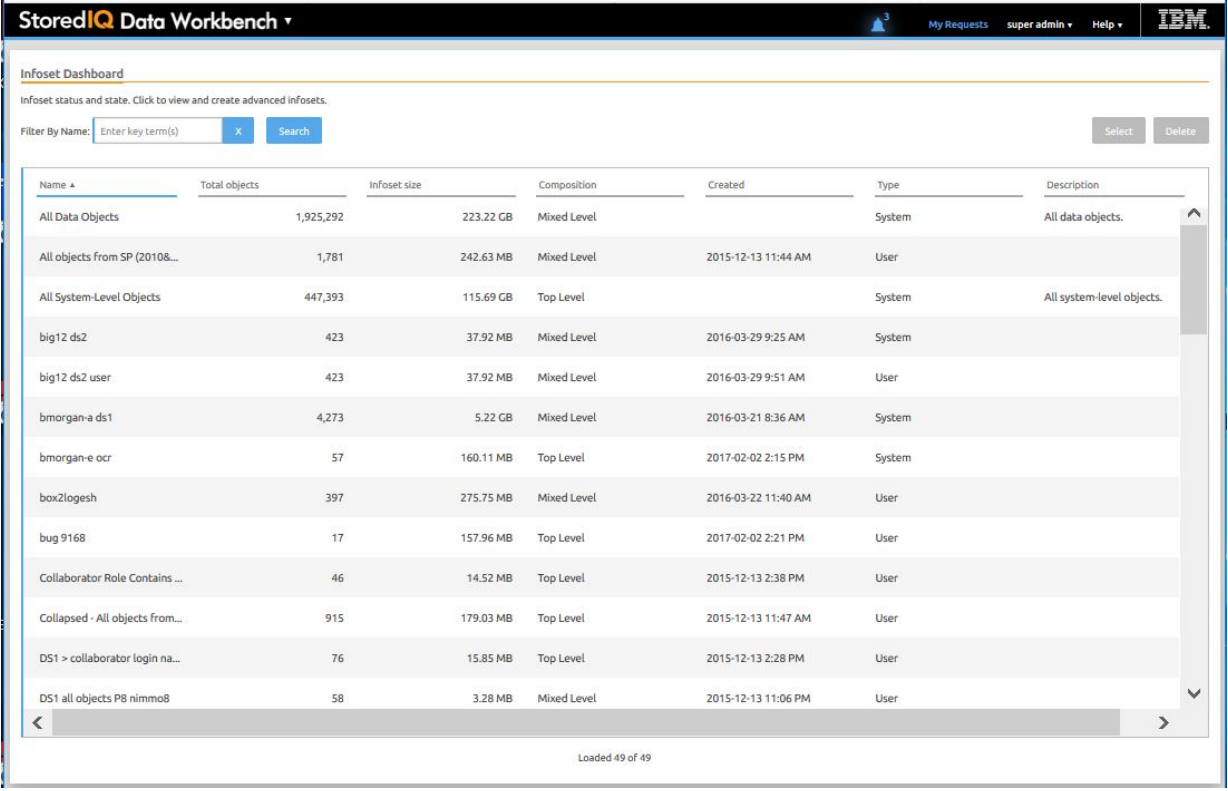 StoredIQ Data Workbench ▾ 3 My Requests super admin ▾ Help ▾ IBM.
Infoset Dashboard
Infoset status and state. Click to view and create advanced infosets.
Filter By Name: Enter key term(s) X Search Select Delete
Name ▴ Total objects Infoset size Composition Created Type Description
All Data Objects 1,925,292 223.22 GB Mixed Level System All data objects.
All objects from SP (2010&... 1,781 242.63 MB Mixed Level 2015-12-13 11:44 AM User
All System-Level Objects 447,393 115.69 GB Top Level System All system-level objects.
big12 ds2 423 37.92 MB Mixed Level 2016-03-29 9:25 AM System
big12 ds2 user 423 37.92 MB Mixed Level 2016-03-29 9:51 AM User
bmorgan-a ds1 4,273 5.22 GB Mixed Level 2016-03-21 8:36 AM System
bmorgan-e ocr 57 160.11 MB Top Level 2017-02-02 2:15 PM System
box2logesh 397 275.75 MB Mixed Level 2016-03-22 11:40 AM User
bug 9168 17 157.96 MB Top Level 2017-02-02 2:21 PM User
Collaborator Role Contains ... 46 14.52 MB Top Level 2015-12-13 2:38 PM User
Collapsed - All objects from... 915 179.03 MB Top Level 2015-12-13 11:47 AM User
DS1 > collaborator login na... 76 15.85 MB Top Level 2015-12-13 2:28 PM User
DS1 all objects P8 nimmo8 58 3.28 MB Mixed Level 2015-12-13 11:06 PM User
Loaded 49 of 49